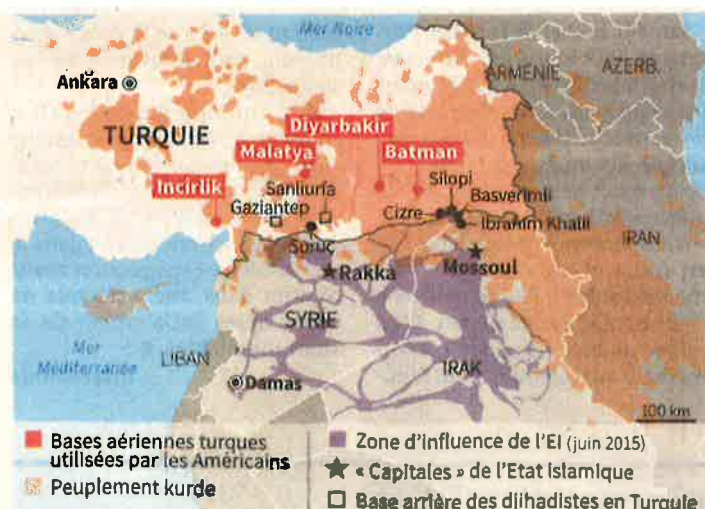 Mer Noire
ARMÉNIE
AZERB.
Ankara
TURQUIE
Diyarbakir
Malatya
Batman
Incirlik
Sanliurfa
Silopi
Gaziantep
Cizre
Basverimli
Ibrahim Khalil
Suruç
IRAN
Rakka
Mossoul
SYRIE
Mer
Méditerranée
LIBAN
IRAK
Damas
100 km
Bases aériennes turques
utilisées par les Américains
Peuplement kurde
Zone d'influence de l'EI (juin 2015)
« Capitales » de l'Etat islamique
Base arrière des djihadistes en Turquie